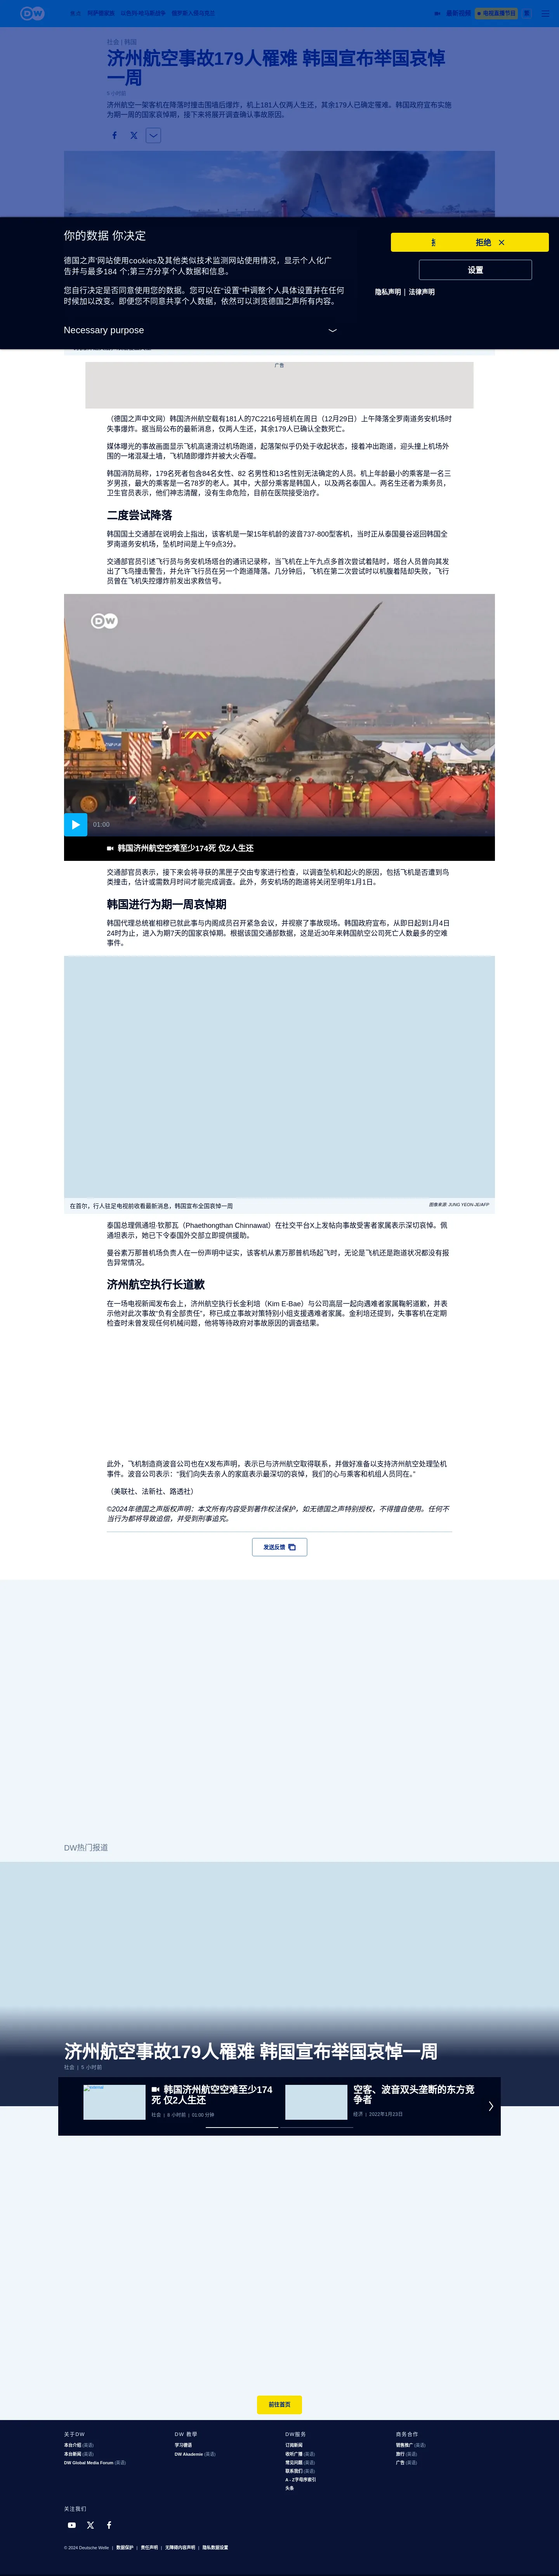 DW
最新视频
电视直播节目
社会 | 韩国
济州航空事故179人罹难 韩国宣布举国哀悼
一周
5 小时前
济州航空一架客机在降落时撞击围墙后爆炸，机上181人仅两人生还，其余179人已确定罹难。韩国政府宣布实施
为期一周的国家哀悼期，接下来将展开调查确认事故原因。
你的数据 你决定
德国之声'网站使用cookies及其他类似技术监测网站使用情况，显示个人化广
告并与最多184 个;第三方分享个人数据和信息。
您自行决定是否同意使用您的数据。您可以在“设置”中调整个人具体设置并在任何
时候加以改变。即便您不同意共享个人数据，依然可以浏览德国之声所有内容。
Necessary purpose
拒绝
设置
隐私声明 | 法律声明
广告
（德国之声中文网）韩国济州航空载有181人的7C2216号班机在周日（12月29日）上午降落全罗南道务安机场时
失事爆炸。据当局公布的最新消息，仅两人生还，其余179人已确认全数死亡。
媒体曝光的事故画面显示飞机高速滑过机场跑道，起落架似乎仍处于收起状态，接着冲出跑道，迎头撞上机场外
围的一堵混凝土墙，飞机随即爆炸并被大火吞噬。
韩国消防局称，179名死者包含84名女性、82 名男性和13名性别无法确定的人员。机上年龄最小的乘客是一名三
岁男孩，最大的乘客是一名78岁的老人。其中，大部分乘客是韩国人，以及两名泰国人。两名生还者为乘务员，
卫生官员表示，他们神志清醒，没有生命危险，目前在医院接受治疗。
二度尝试降落
韩国国土交通部在说明会上指出，该客机是一架15年机龄的波音737-800型客机，当时正从泰国曼谷返回韩国全
罗南道务安机场，坠机时间是上午9点3分。
交通部官员引述飞行员与务安机场塔台的通讯记录称，当飞机在上午九点多首次尝试着陆时，塔台人员曾向其发
出了飞鸟撞击警告，并允许飞行员在另一个跑道降落。几分钟后，飞机在第二次尝试时以机腹着陆却失败，飞行
员曾在飞机失控爆炸前发出求救信号。
DW
01:00
韩国济州航空空难至少174死 仅2人生还
交通部官员表示，接下来会将寻获的黑匣子交由专家进行检查，以调查坠机和起火的原因，包括飞机是否遭到鸟
类撞击，估计或需数月时间才能完成调查。此外，务安机场的跑道将关闭至明年1月1日。
韩国进行为期一周哀悼期
韩国代理总统崔相穆已就此事与内阁成员召开紧急会议，并视察了事故现场。韩国政府宣布，从即日起到1月4日
24时为止，进入为期7天的国家哀悼期。根据该国交通部数据，这是近30年来韩国航空公司死亡人数最多的空难
事件。
在首尔，行人驻足电视前收看最新消息，韩国宣布全国哀悼一周
图像来源: JUNG YEON-JE/AFP
泰国总理佩通坦·钦那瓦（Phaethongthan Chinnawat）在社交平台X上发帖向事故受害者家属表示深切哀悼。佩
通坦表示，她已下令泰国外交部立即提供援助。
曼谷素万那普机场负责人在一份声明中证实，该客机从素万那普机场起飞时，无论是飞机还是跑道状况都没有报
告异常情况。
济州航空执行长道歉
在一场电视新闻发布会上，济州航空执行长金利培（Kim E-Bae）与公司高层一起向遇难者家属鞠躬道歉，并表
示他对此次事故“负有全部责任”，称已成立事故对策特别小组支援遇难者家属。金利培还提到，失事客机在定期
检查时未曾发现任何机械问题，他将等待政府对事故原因的调查结果。
此外，飞机制造商波音公司也在X发布声明，表示已与济州航空取得联系，并做好准备以支持济州航空处理坠机
事件。波音公司表示：“我们向失去亲人的家庭表示最深切的哀悼，我们的心与乘客和机组人员同在。”
（美联社、法新社、路透社）
©2024年德国之声版权声明：本文所有内容受到著作权法保护，如无德国之声特别授权，不得擅自使用。任何不
当行为都将导致追偿，并受到刑事追究。
发送反馈
DW热门报道
济州航空事故179人罹难 韩国宣布举国哀悼一周
社会 | 5 小时前
韩国济州航空空难至少174
死 仅2人生还
社会 | 8 小时前 | 01:00 分钟
空客、波音双头垄断的东方竞
争者
经济 | 2022年1月23日
前往首页
关于DW
本台介绍 (英语)
本台新闻 (英语)
DW Global Media Forum (英语)
DW 教学
学习德语
DW Akademie (英语)
DW服务
订阅新闻
收听广播 (英语)
常见问题 (英语)
联系我们 (英语)
A - Z字母序索引
头条
商务合作
销售推广 (英语)
旅行 (英语)
广告 (英语)
关注我们
© 2024 Deutsche Welle | 数据保护 | 责任声明 | 无障碍内容声明 | 隐私数据设置